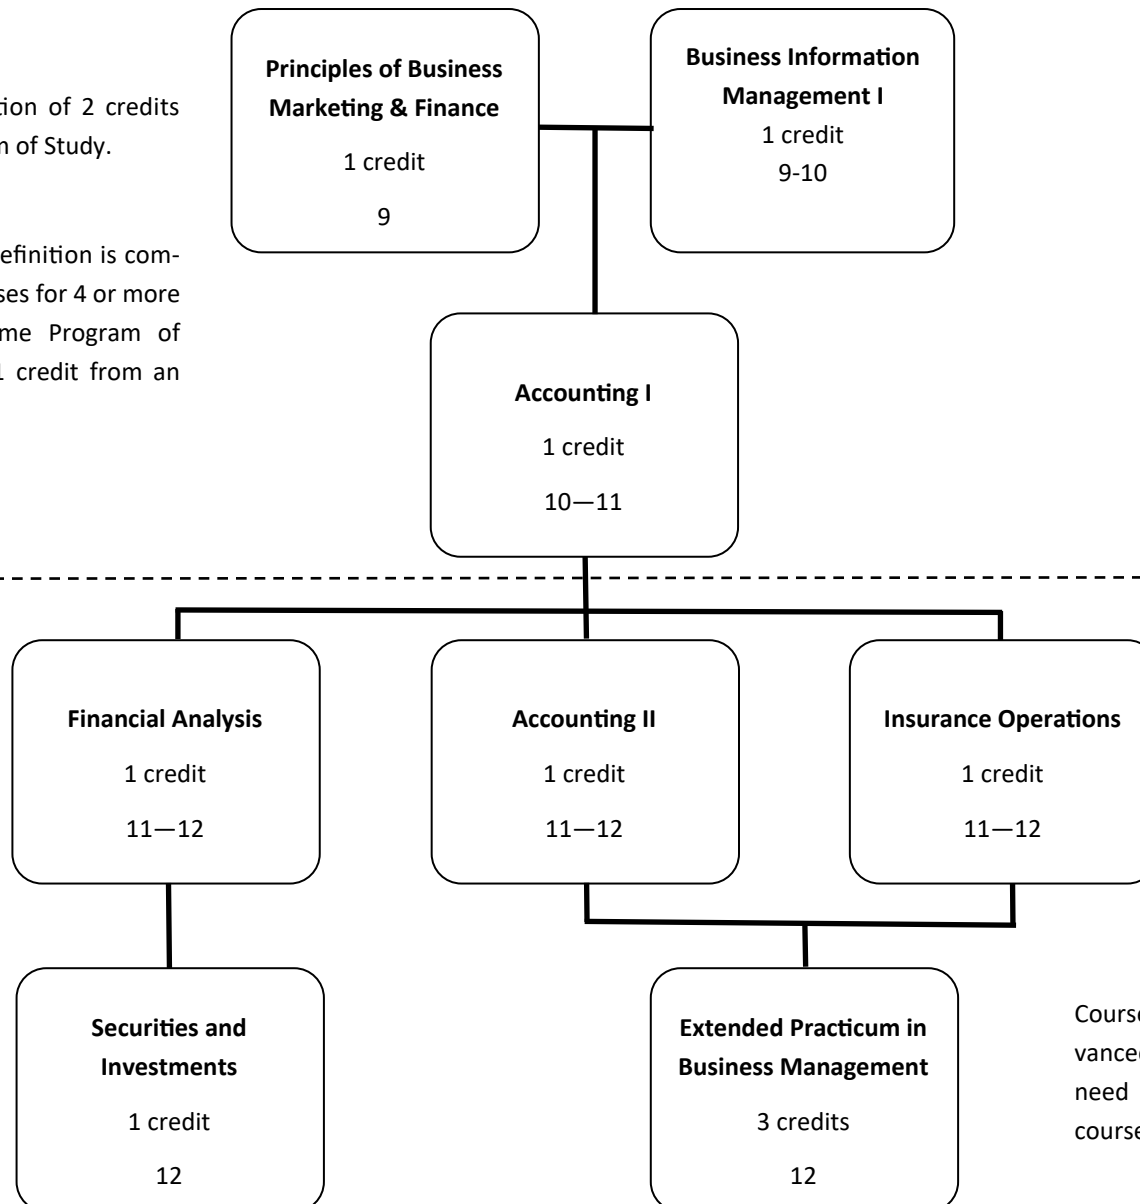 Principles of Business
Marketing & Finance
1 credit
9
Business Information
Management I
1 credit
9-10
tion of 2 credits
of Study.
efinition is com-
ses for 4 or more
me Program of
credit from an
Accounting I
1 credit
10—11
Financial Analysis
1 credit
11—12
Accounting II
1 credit
11—12
Insurance Operations
1 credit
11—12
Securities and
Investments
1 credit
12
Extended Practicum in
Business Management
3 credits
12
Course
vanced
need
course